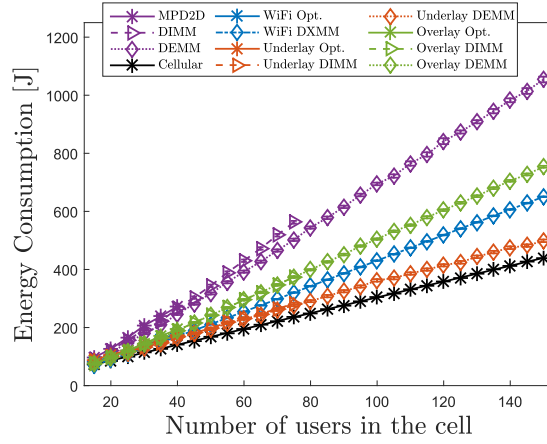 MPD2D WiFi Opt. Underlay DEMM
DIMM WiFi DXMM Overlay Opt.
DEMM Underlay Opt. Overlay DIMM
Cellular Underlay DIMM Overlay DEMM
1200
1000
800
600
400
200
0
Energy Consumption [J]
20 40 60 80 100 120 140
Number of users in the cell